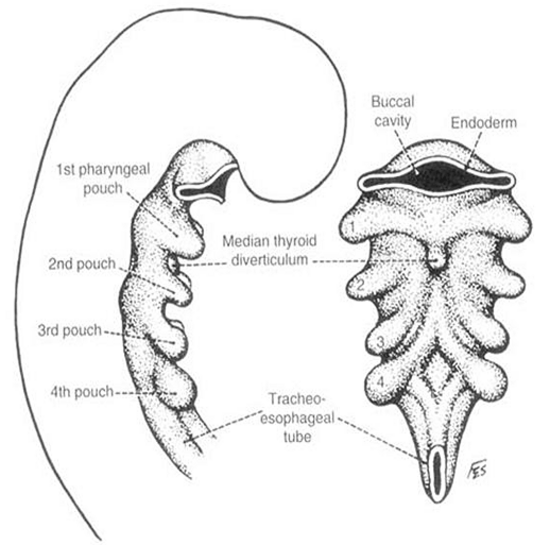 Buccal
cavity
Endoderm
1st pharyngeal
pouch
Median thyroid
diverticulum
2nd pouch
3rd pouch
4th pouch
Tracheo-
esophageal
tube
1
2
3
4
FES